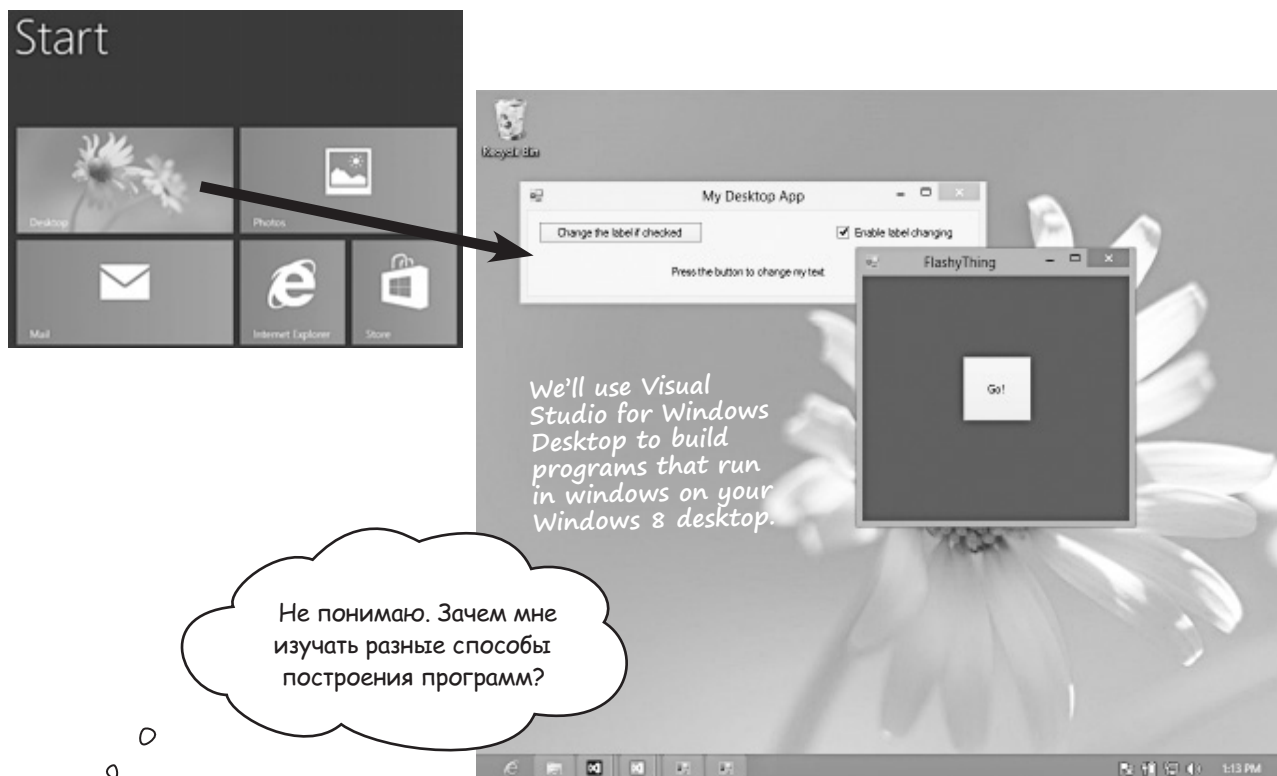 Start
Desktop
Photos
Mail
Internet Explorer
Store
Recycle Bin
My Desktop App
Change the label if checked
Enable label changing
Press the button to change my text
FlashyThing
Go!
We'll use Visual
Studio for Windows
Desktop to build
programs that run
in windows on your
Windows 8 desktop.
Не понимаю. Зачем мне
изучать разные способы
построения программ?
1:13 PM